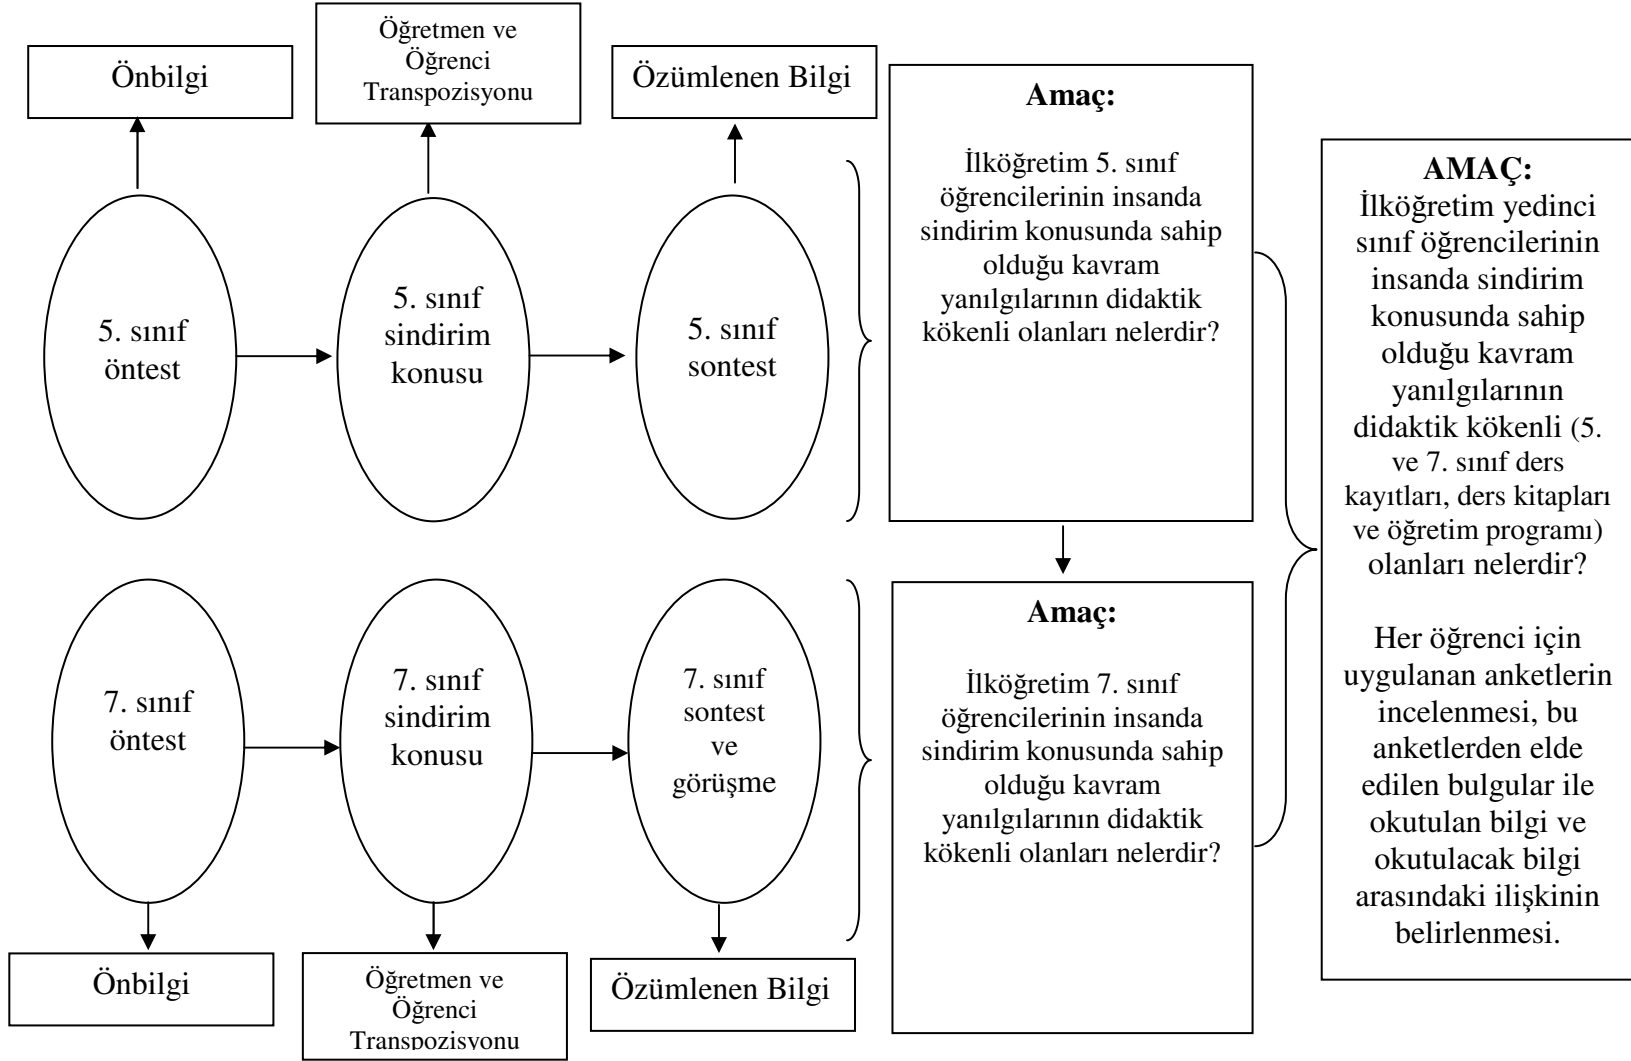 Önbilgi
Öğretmen ve
Öğrenci
Transpozisyonu
Özümlenen Bilgi
5. sınıf
öntest
5. sınıf
sindirim
konusu
5. sınıf
sontest
Amaç:
İlköğretim 5. sınıf
öğrencilerinin insanda
sindirim konusunda sahip
olduğu kavram
yanılgılarının didaktik
kökenli olanları nelerdir?
7. sınıf
öntest
7. sınıf
sindirim
konusu
7. sınıf
sontest
ve
görüşme
Önbilgi
Öğretmen ve
Öğrenci
Transpozisyonu
Özümlenen Bilgi
Amaç:
İlköğretim 7. sınıf
öğrencilerinin insanda
sindirim konusunda sahip
olduğu kavram
yanılgılarının didaktik
kökenli olanları nelerdir?
AMAÇ:
İlköğretim yedinci
sınıf öğrencilerinin
insanda sindirim
konusunda sahip
olduğu kavram
yanılgılarının
didaktik kökenli (5.
ve 7. sınıf ders
kayıtları, ders kitapları
ve öğretim programı)
olanları nelerdir?
Her öğrenci için
uygulanan anketlerin
incelenmesi, bu
anketlerden elde
edilen bulgular ile
okutulan bilgi ve
okutulacak bilgi
arasındaki ilişkinin
belirlenmesi.